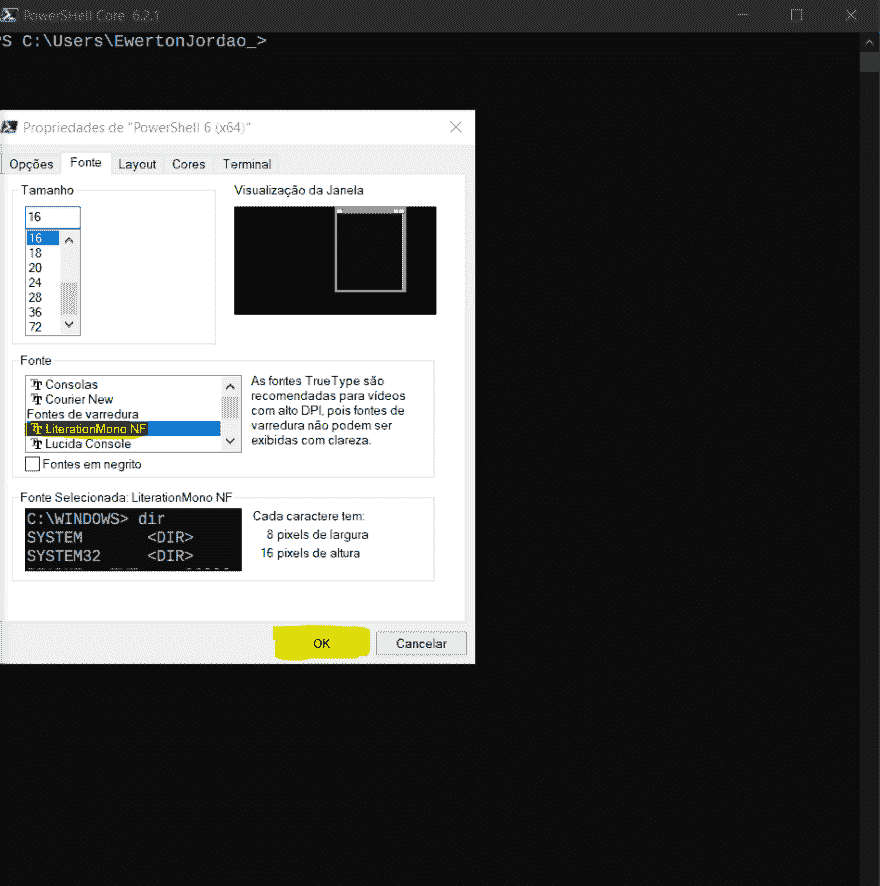 PowerShell Core 6.2.1
PS C:\Users\EwertonJordao_>
Propriedades de "PowerShell 6 (x64)"
Opções Fonte Layout Cores Terminal
Tamanho
16
16
18
20
24
28
36
72
Visualização da Janela
Fonte
Consolas
Courier New
Fontes de varredura
LiterationMono NF
Lucida Console
Fontes em negrito
As fontes TrueType são
recomendadas para vídeos
com alto DPI, pois fontes de
varredura não podem ser
exibidas com clareza.
Fonte Selecionada: LiterationMono NF
C:\WINDOWS> dir
SYSTEM <DIR>
SYSTEM32 <DIR>
Cada caractere tem:
8 pixels de largura
16 pixels de altura
OK Cancelar